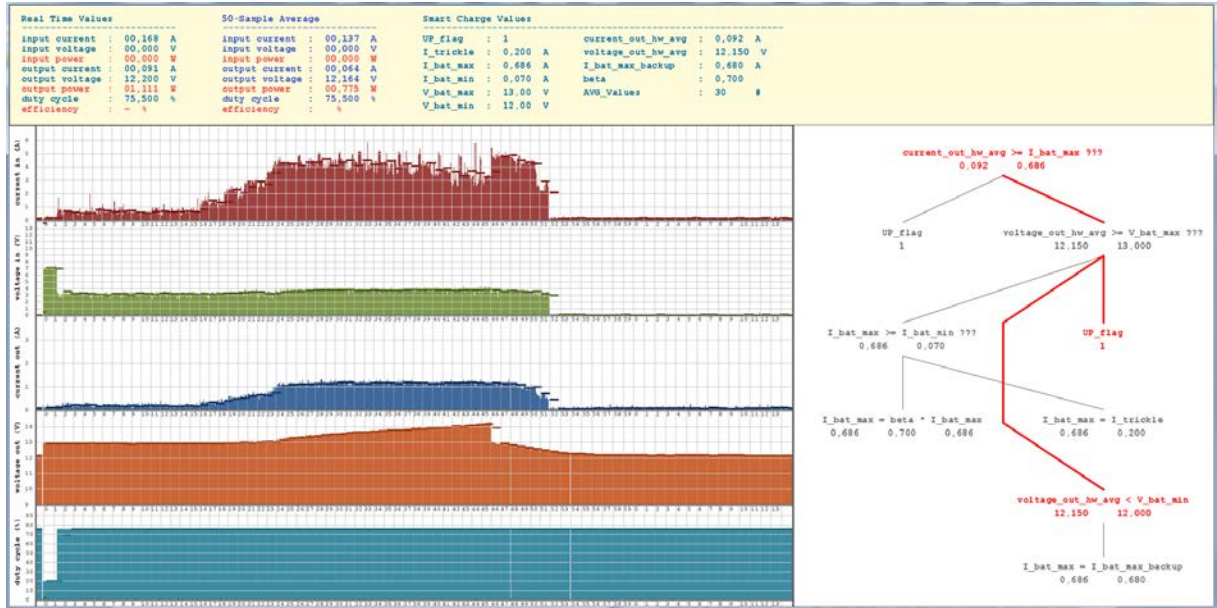 Real Time Values
input current : 00,168 A
input voltage : 00,000 V
input power : 00,000 W
output current : 00,091 A
output voltage : 12,200 V
output power : 01,111 W
duty cycle : 75,500 %
efficiency : - %
50-Sample Average
input current : 00,137 A
input voltage : 00,000 V
input power : 00,000 W
output current : 00,064 A
output voltage : 12,164 V
output power : 00,775 W
duty cycle : 75,500 %
efficiency : %
Smart Charge Values
UP_flag : 1
I_trickle : 0,200 A
I_bat_max : 0,686 A
I_bat_min : 0,070 A
V_bat_max : 13.00 V
V_bat_min : 12.00 V
current_out_hw_avg : 0,092 A
voltage_out_hw_avg : 12,150 V
I_bat_max_backup : 0,680 A
beta : 0,700
AVG_Values : 30 #
current in (A)
voltage in (V)
current out (A)
voltage out (V)
duty cycle (%)
current_out_hw_avg >= I_bat_max ???
0,092 0,686
UP_flag
1
voltage_out_hw_avg >= V_bat_max ???
12,150 13,000
I_bat_max >= I_bat_min ???
0,686 0,070
UP_flag
1
I_bat_max = beta * I_bat_max
0,686 0,700 0,686
I_bat_max = I_trickle
0,686 0,200
voltage_out_hw_avg < V_bat_min
12,150 12,000
I_bat_max = I_bat_max_backup
0,686 0,680